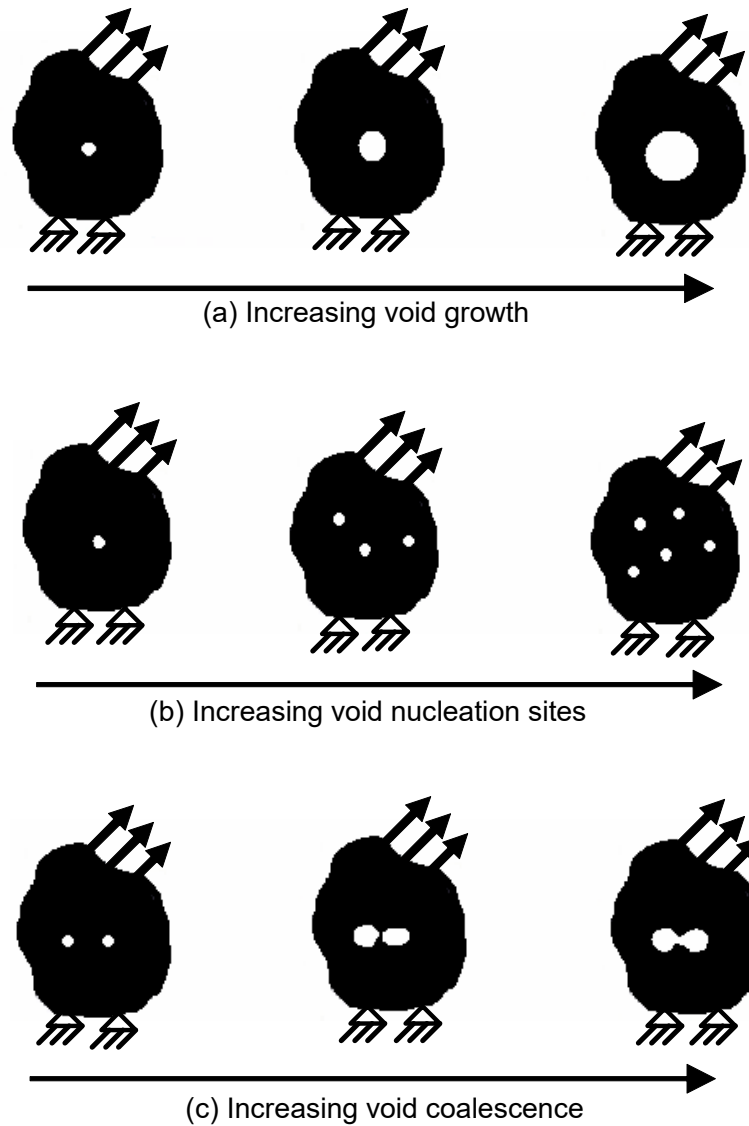 (a) Increasing void growth
(b) Increasing void nucleation sites
(c) Increasing void coalescence